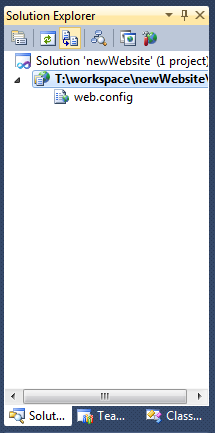 Solution Explorer
Solution 'newWebsite' (1 project)
T:\workspace\newWebsite\
web.config
Solut... Tea... Class...